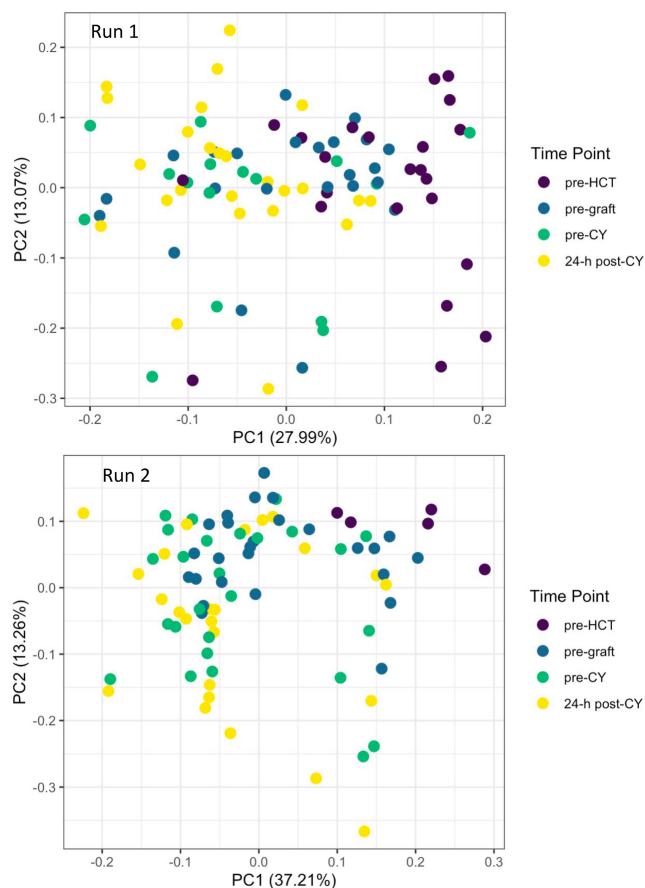 Run 1
0.2
0.1
0.0
-0.1
-0.2
-0.3
PC2 (13.07%)
-0.2 -0.1 0.0 0.1 0.2
PC1 (27.99%)
Time Point
pre-HCT
pre-graft
pre-CY
24-h post-CY
Run 2
0.1
0.0
-0.1
-0.2
-0.3
PC2 (13.26%)
-0.2 -0.1 0.0 0.1 0.2 0.3
PC1 (37.21%)
Time Point
pre-HCT
pre-graft
pre-CY
24-h post-CY